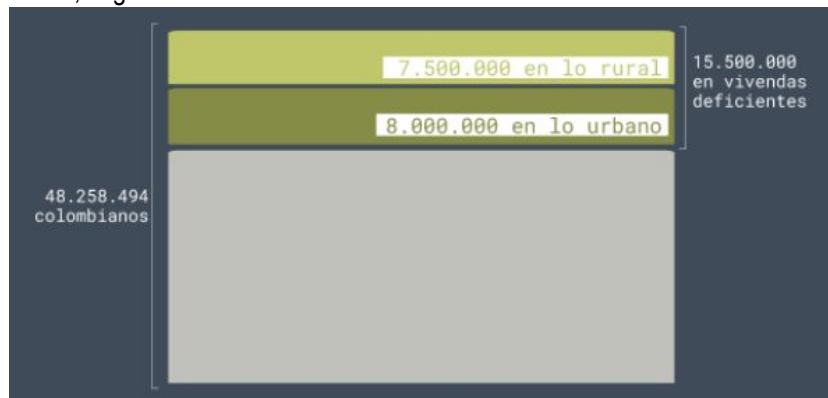 7.500.000 en lo rural
8.000.000 en lo urbano
15.500.000
en vivendas
deficientes
48.258.494
colombianos